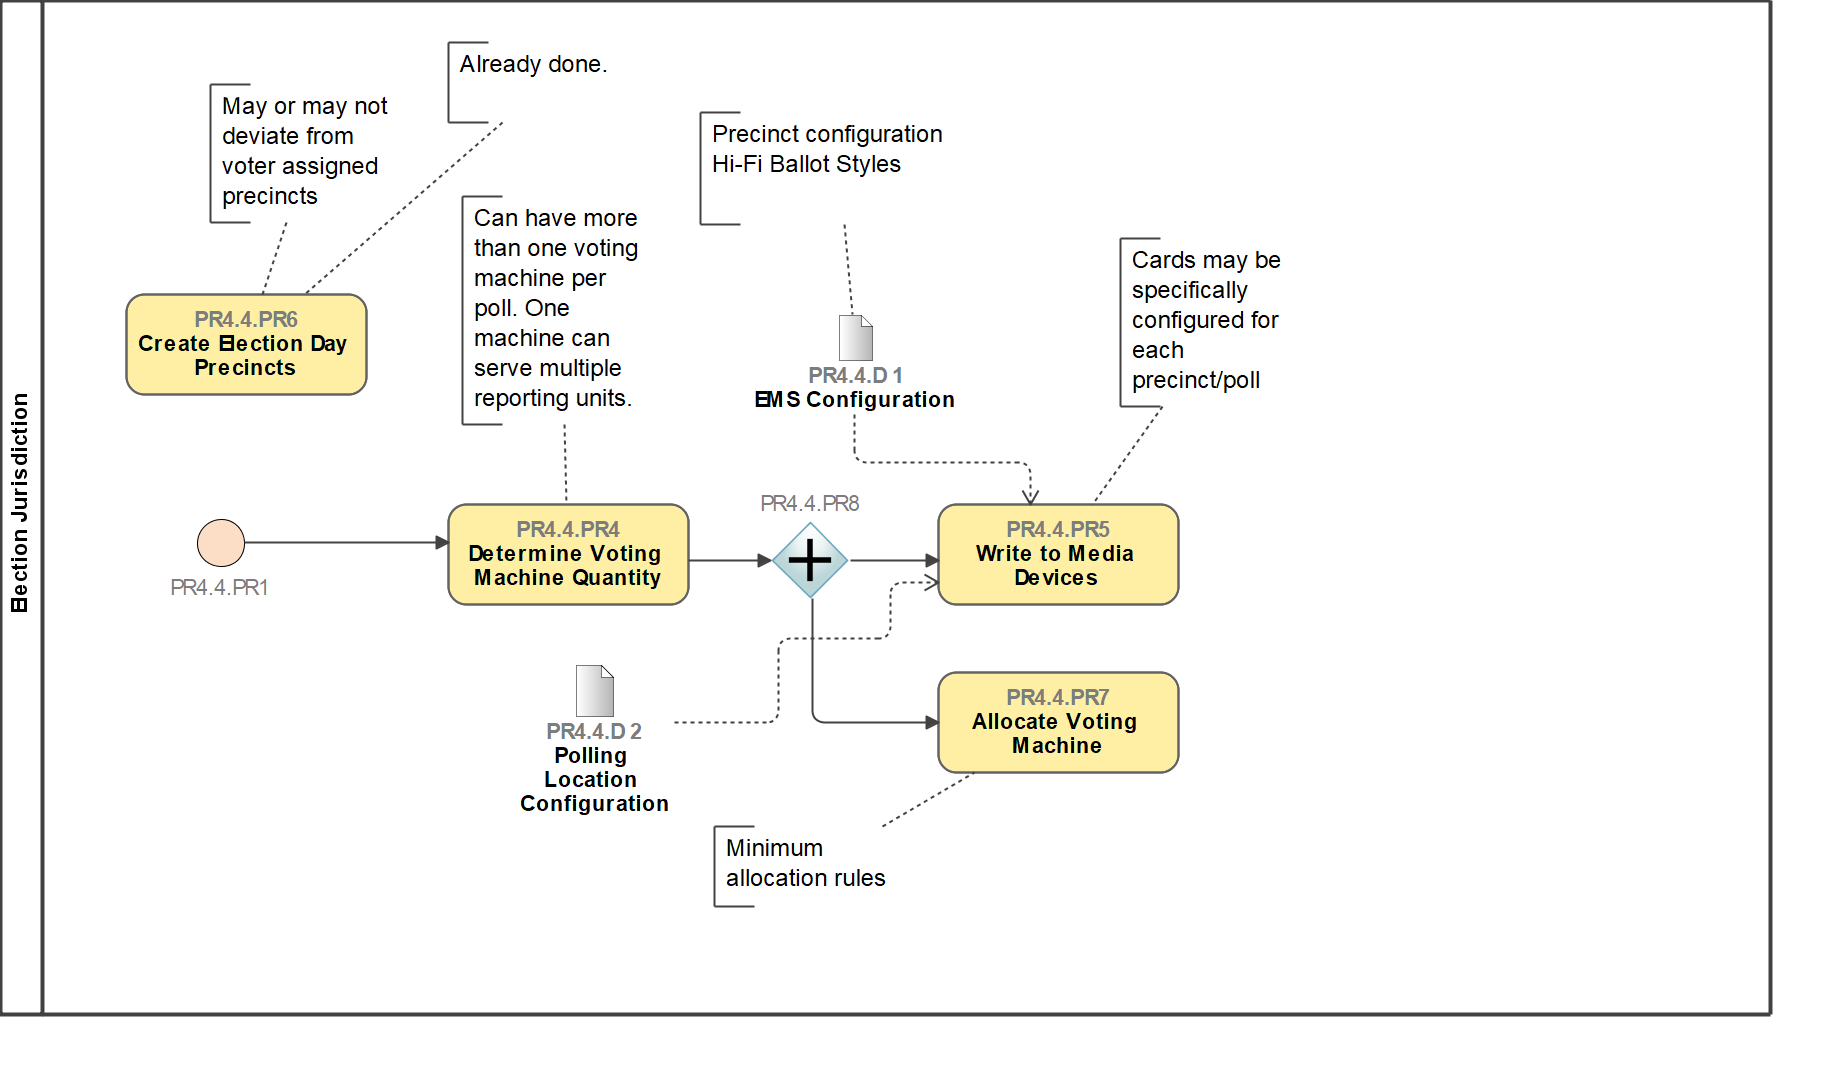 Election Jurisdiction
Already done.
May or may not
deviate from
voter assigned
precincts
Precinct configuration
Hi-Fi Ballot Styles
Can have more
than one voting
machine per
poll. One
machine can
serve multiple
reporting units.
Cards may be
specifically
configured for
each
precinct/poll
PR4.4.PR6
Create Election Day
Precincts
PR4.4.D 1
EMS Configuration
PR4.4.PR1
PR4.4.PR4
Determine Voting
Machine Quantity
PR4.4.PR8
PR4.4.PR5
Write to Media
Devices
PR4.4.D 2
Polling
Location
Configuration
PR4.4.PR7
Allocate Voting
Machine
Minimum
allocation rules